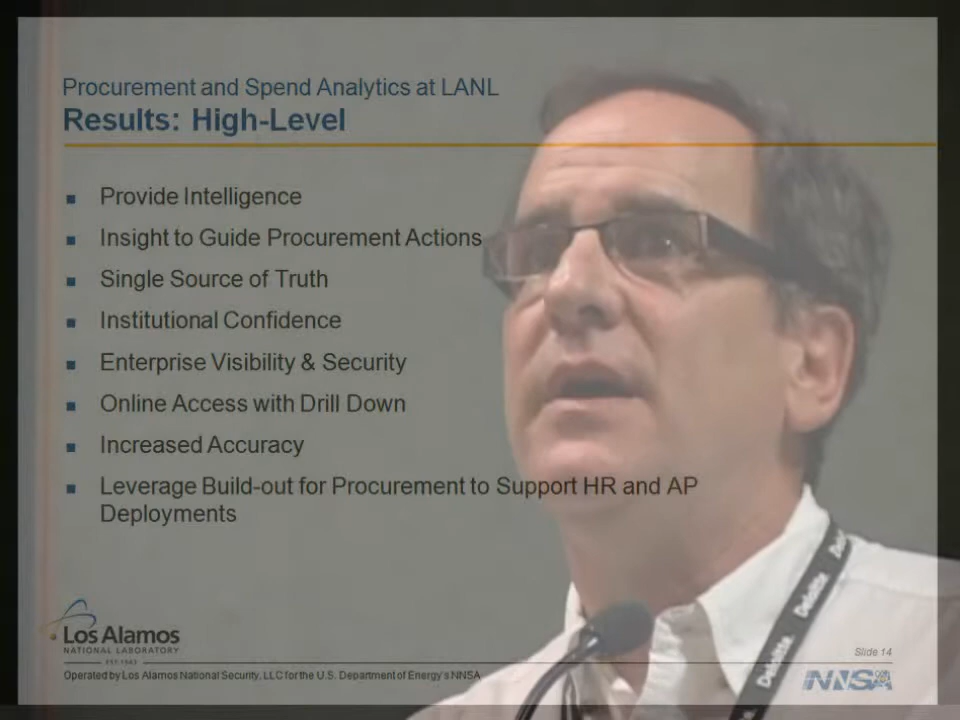 Procurement and Spend Analytics at LANL
Results: High-Level
Provide Intelligence
Insight to Guide Procurement Actions
Single Source of Truth
Institutional Confidence
Enterprise Visibility & Security
Online Access with Drill Down
Increased Accuracy
Leverage Build-out for Procurement to Support HR and AP
Deployments
Los Alamos
NATIONAL LABORATORY
EST.1943
Operated by Los Alamos National Security, LLC for the U.S. Department of Energy's NNSA
Slide 14
NNSA
Deloitte
Deloitte
Deloitte